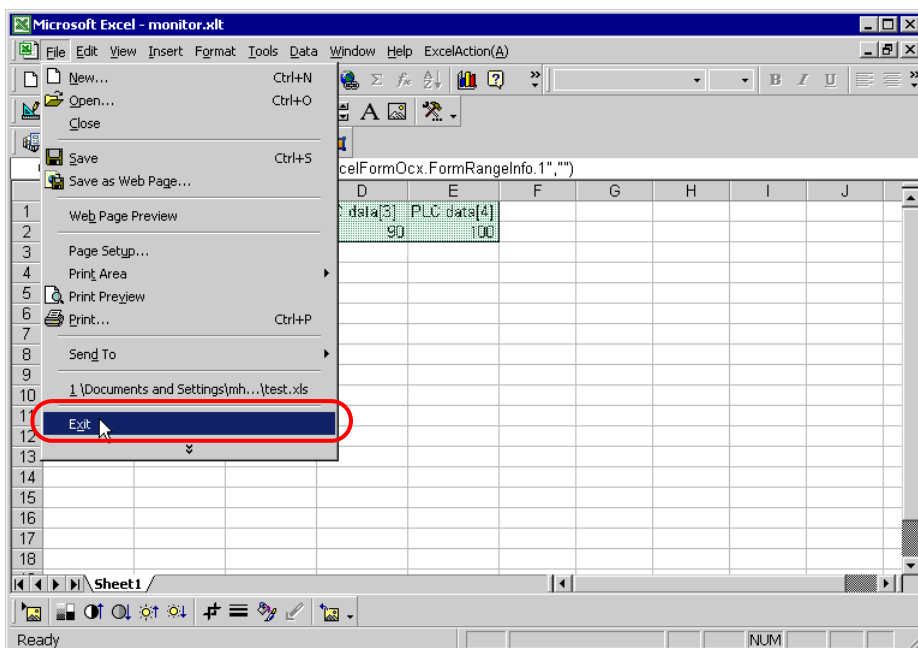 Microsoft Excel - monitor.xlt
File Edit View Insert Format Tools Data Window Help ExcelAction(A)
New... Ctrl+N
Open... Ctrl+O
Close
Save Ctrl+S
Save as Web Page...
Web Page Preview
Page Setup...
Print Area
Print Preview
Print... Ctrl+P
Send To
1 \Documents and Settings\mh...\test.xls
Exit
B I U
A
celFormOcx.FormRangeInfo.1","")
D E F G H I J
1 data[3] PLC data[4]
2 90 100
3
4
5
6
7
8
9
10
11
12
13
14
15
16
17
18
Sheet1
Ready NUM